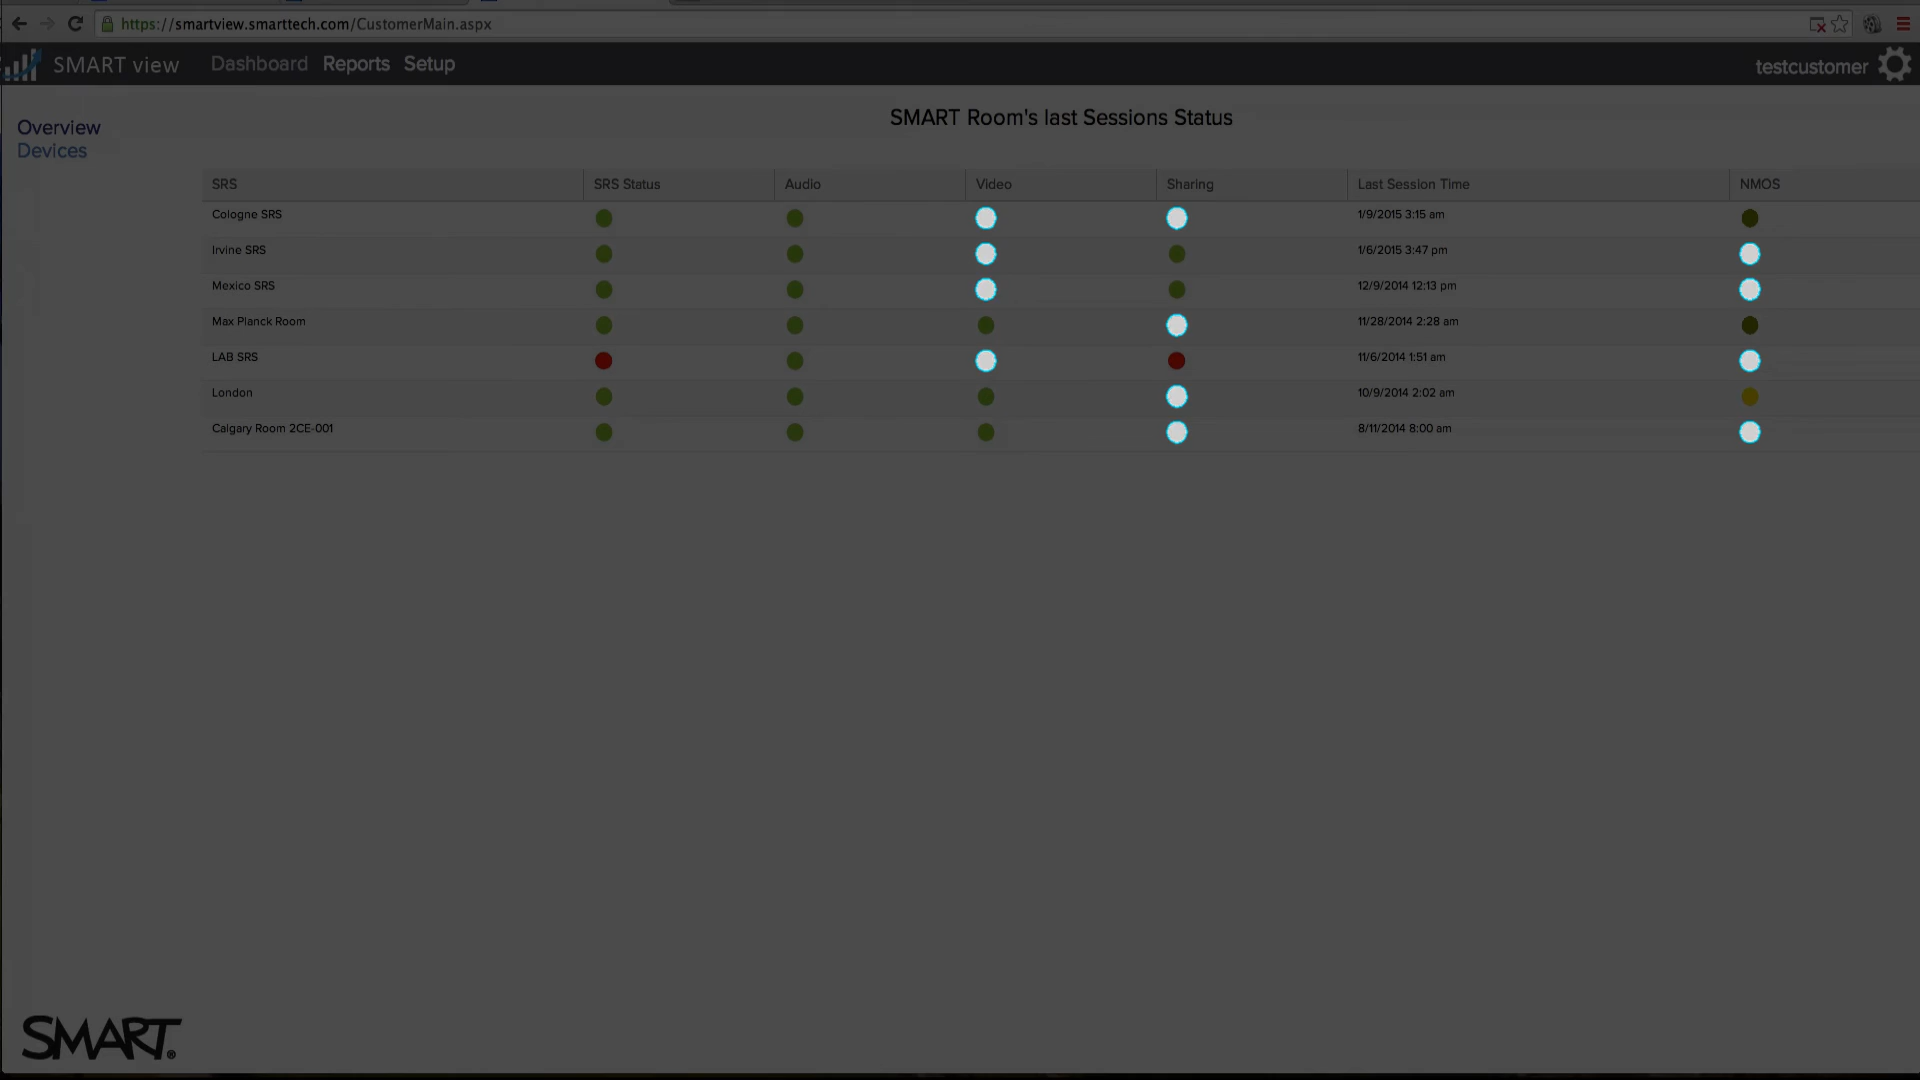 https://smartview.smarttech.com/CustomerMain.aspx
SMART view Dashboard Reports Setup testcustomer
SMART Room's last Sessions Status
Overview
Devices
SRS SRS Status Audio Video Sharing Last Session Time NMOS
Cologne SRS 1/9/2015 3:15 am
Irvine SRS 1/6/2015 3:47 pm
Mexico SRS 12/9/2014 12:13 pm
Max Planck Room 11/28/2014 2:28 am
LAB SRS 11/6/2014 1:51 am
London 10/9/2014 2:02 am
Calgary Room 2CE-001 8/11/2014 8:00 am
SMART®